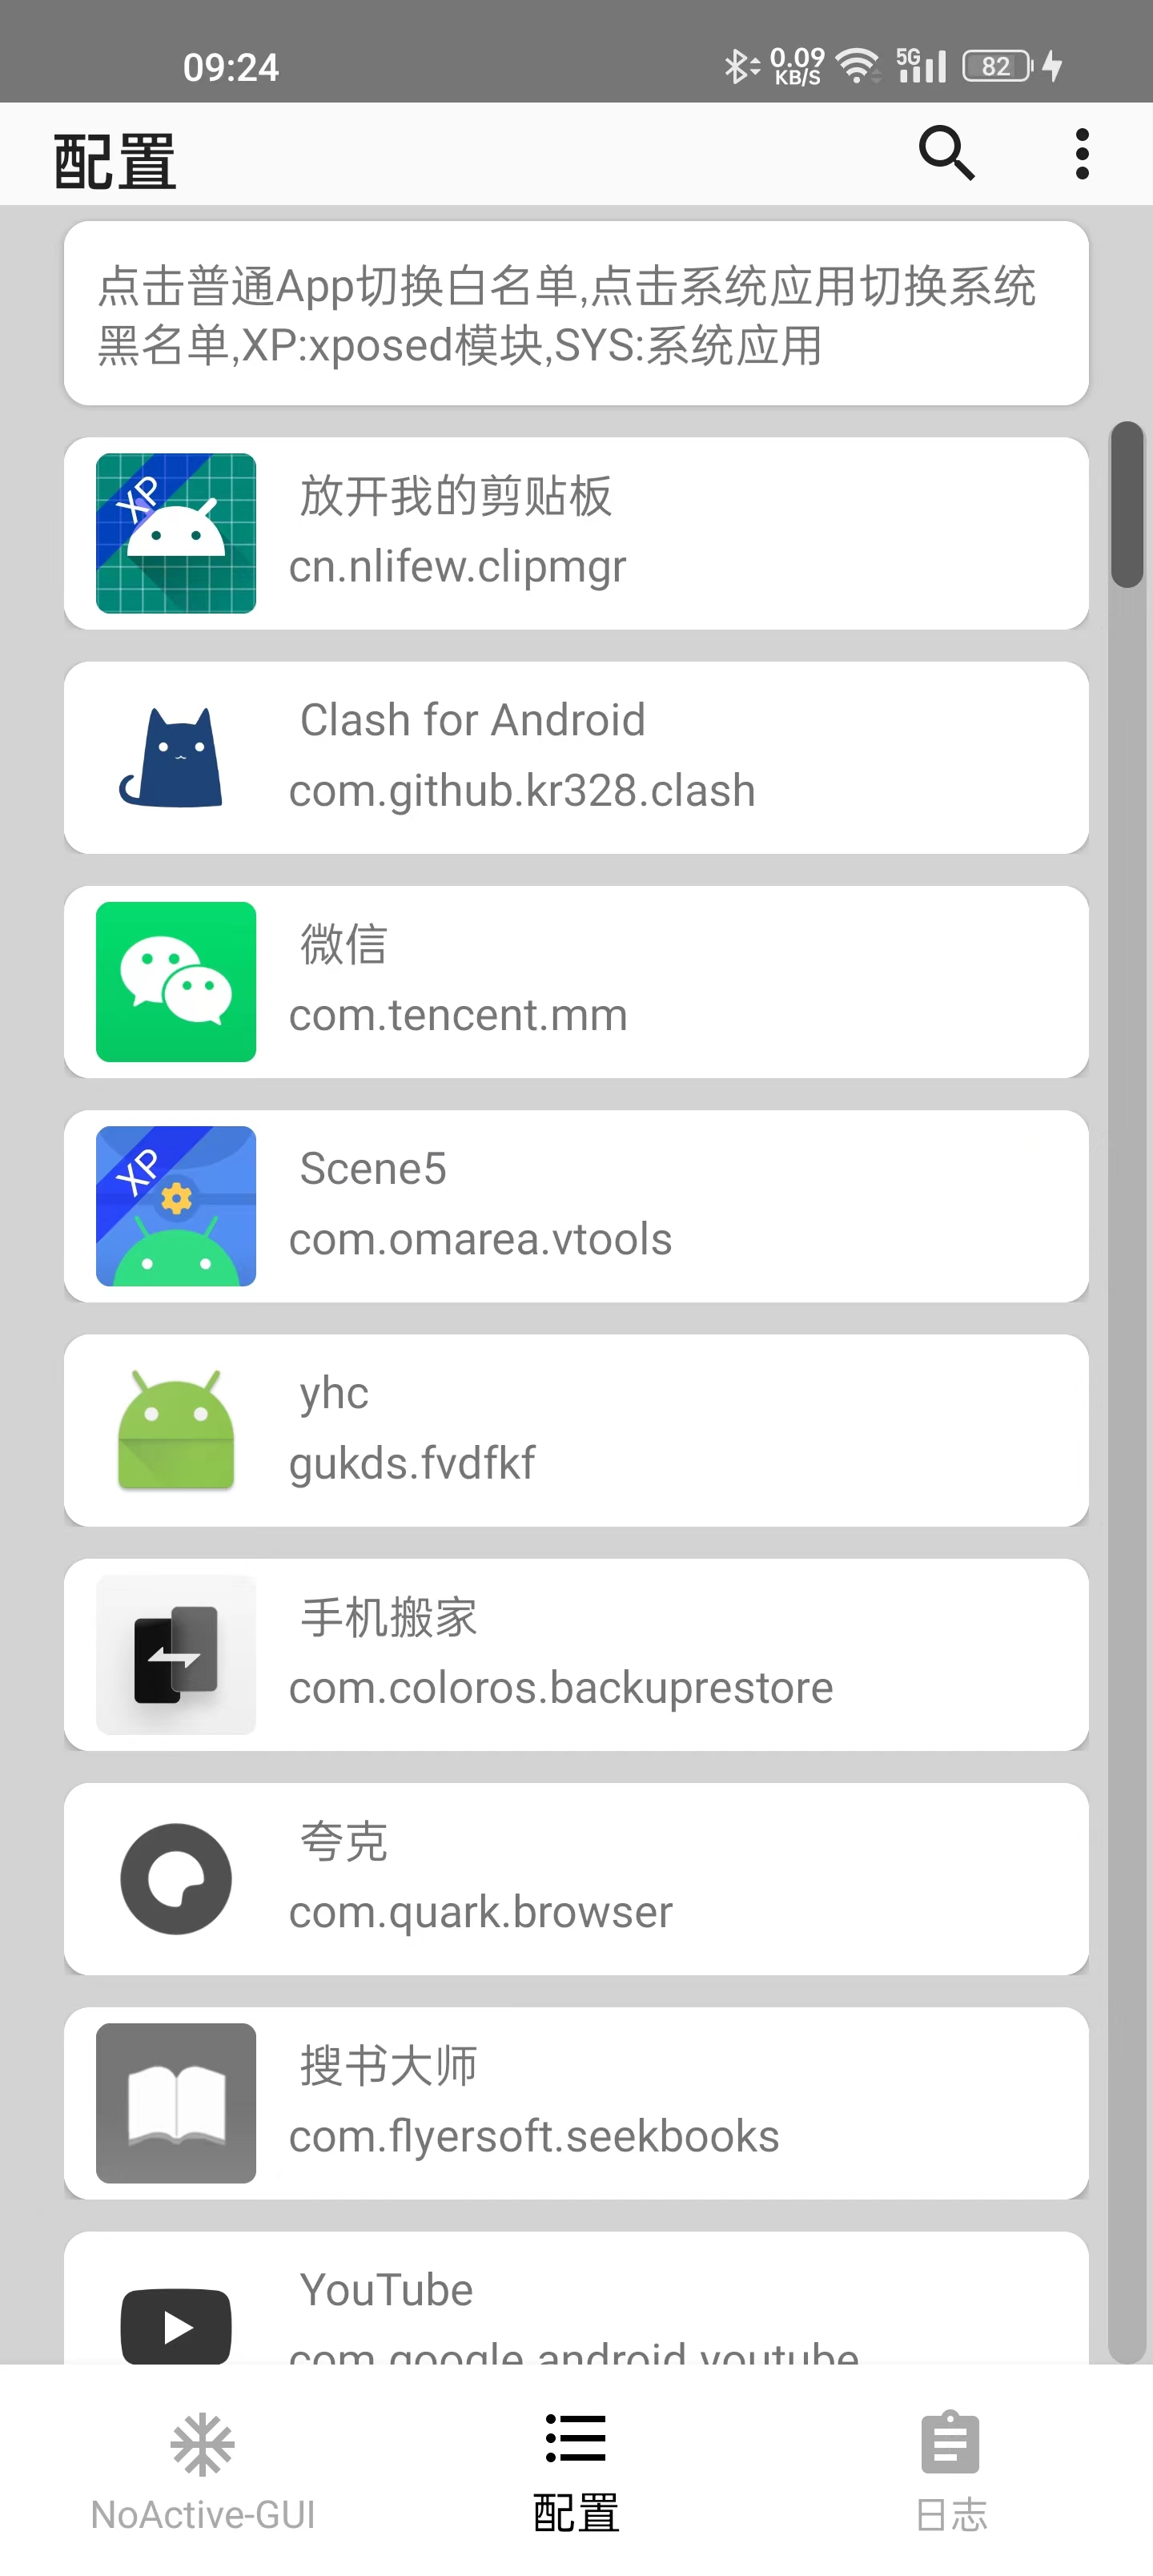 09:24
0.09
KB/S
5G
82
配置
点击普通App切换白名单,点击系统应用切换系统
黑名单,XP:xposed模块,SYS:系统应用
XP
放开我的剪贴板
cn.nlifew.clipmgr
Clash for Android
com.github.kr328.clash
微信
com.tencent.mm
XP
Scene5
com.omarea.vtools
yhc
gukds.fvdfkf
手机搬家
com.coloros.backuprestore
夸克
com.quark.browser
搜书大师
com.flyersoft.seekbooks
YouTube
com.google.android.youtube
NoActive-GUI
配置
日志